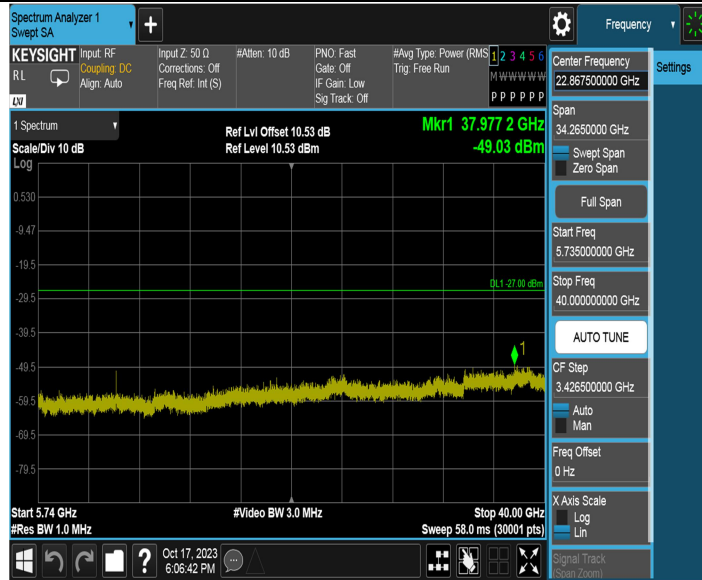 Spectrum Analyzer 1
Swept SA
+
Frequency
KEYSIGHT
RL
LXI
Input: RF
Coupling: DC
Align: Auto
Input Z: 50 Ω
Corrections: Off
Freq Ref: Int (S)
#Atten: 10 dB
PNO: Fast
Gate: Off
IF Gain: Low
Sig Track: Off
#Avg Type: Power (RMS
Trig: Free Run
1 2 3 4 5 6
M W W W W W
P P P P P P
1 Spectrum
Scale/Div 10 dB
Log
Ref Lvl Offset 10.53 dB
Ref Level 10.53 dBm
Mkr1 37.977 2 GHz
-49.03 dBm
0.530
-9.47
-19.5
-29.5
-39.5
-49.5
-59.5
-69.5
-79.5
DL1 -27.00 dBm
1
Start 5.74 GHz
#Res BW 1.0 MHz
#Video BW 3.0 MHz
Stop 40.00 GHz
Sweep 58.0 ms (30001 pts)
?
Oct 17, 2023
6:06:42 PM
Center Frequency
22.867500000 GHz
Span
34.2650000 GHz
Swept Span
Zero Span
Full Span
Start Freq
5.735000000 GHz
Stop Freq
40.000000000 GHz
AUTO TUNE
CF Step
3.426500000 GHz
Auto
Man
Freq Offset
0 Hz
X Axis Scale
Log
Lin
Signal Track
(Span Zoom)
Settings